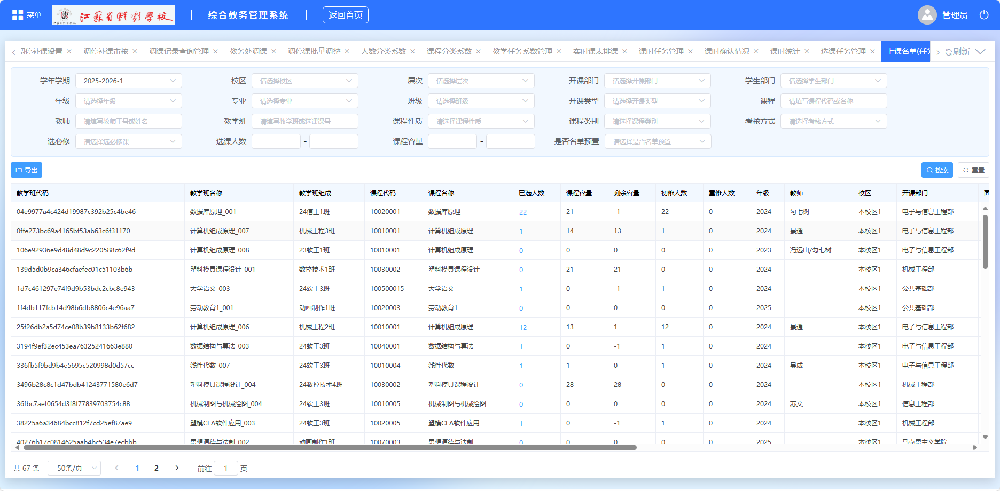 菜单 江苏省戏剧学校 综合教务管理系统 返回首页 管理员
调停补课设置 调停补课审核 调课记录查询管理 教务处调课 调停课批量调整 人数分类系数 课程分类系数 教学任务系数管理 实时课表排课 课时任务管理 课时确认情况 课时统计 选课任务管理 上课名单(任务 刷新
学年学期 2025-2026-1 校区 请选择校区 层次 请选择层次 开课部门 请选择开课部门 学生部门 请选择学生部门
年级 请选择年级 专业 请选择专业 班级 请选择班级 开课类型 请选择开课类型 课程 请填写课程代码或名称
教师 请填写教师工号或姓名 教学班 请填写教学班或选课课号 课程性质 请选择课程性质 课程类别 请选择课程类别 考核方式 请选择考核方式
选必修 请选择选必修课 选课人数 - 课程容量 - 是否名单预置 请选择是否名单预置
导出 搜索 重置
教学班代码 教学班名称 教学班组成 课程代码 课程名称 已选人数 课程容量 剩余容量 初修人数 重修人数 年级 教师 校区 开课部门 面
04e9977a4c424d19987c392b25c4be46 数据库原理_001 24信工1班 10020001 数据库原理 22 21 -1 22 0 2024 勾七树 本校区1 电子与信息工程部
0ffe273bc69a4165bf53ab63c6f31170 计算机组成原理_007 机械工程3班 10010001 计算机组成原理 1 14 13 1 0 2024 景通 本校区1 电子与信息工程部
106e92936e9d48d48d9c220588c62f9d 计算机组成原理_008 23软工1班 10010001 计算机组成原理 0 0 0 0 0 2023 冯远山/勾七树 本校区1 电子与信息工程部
139d5d0b9ca346cfaefec01c51103b6b 塑料模具课程设计_001 数控技术1班 10030002 塑料模具课程设计 0 21 21 0 0 2024 本校区1 机械工程部
1d7c461297e74f9d9b53bdc2cbc8e943 大学语文_003 24软工3班 100500015 大学语文 1 0 -1 1 0 2024 本校区1 公共基础部
1f4db117fcb14d98b6db8806c4e96aa7 劳动教育1_001 动画制作1班 10020003 劳动教育1 0 0 0 0 0 2025 本校区1 公共基础部
25f26db2a5d74ce08b39b8133b62f682 计算机组成原理_006 机械工程2班 10010001 计算机组成原理 12 13 1 12 0 2024 景通 本校区1 电子与信息工程部
3194f9ef32ec453ea76325241663e880 数据结构与算法_003 24软工3班 10040001 数据结构与算法 1 0 -1 1 0 2024 本校区1 电子与信息工程部
336fb5f9bd9b4e5695c520998d0d57cc 线性代数_007 24软工3班 10010004 线性代数 1 1 0 1 0 2024 吴威 本校区1 电子与信息工程部
3496b28c8c1d47bdb41243771580e6d7 塑料模具课程设计_004 24数控技术4班 10030002 塑料模具课程设计 0 28 28 0 0 2024 本校区1 机械工程部
36fbc7aef0654d3f8f77839703754c88 机械制图与机械绘图_004 24软工3班 10010005 机械制图与机械绘图 0 0 0 0 0 2024 苏文 本校区1 信息工程部
38225a6a34684bcc812f7cd25ef87ae9 塑模CEA软件应用_003 24软工3班 10020005 塑模CEA软件应用 1 0 -1 1 0 2024 本校区1 机械工程部
40276b17c0814625aab4bc534e7ecbbb 思想道德与法制_002 动画制作1班 10070003 思想道德与法制 0 0 0 0 0 2025 本校区1 马克思主义学院
共 67 条 50条/页 1 2 前往 1 页